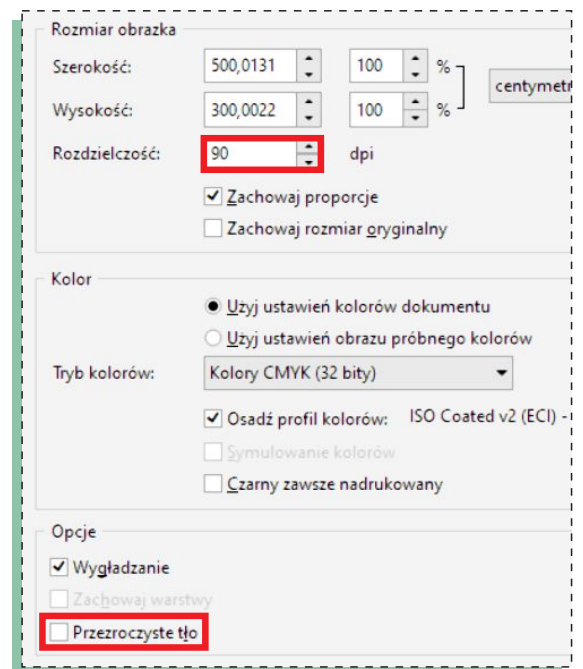 Rozmiar obrazka
Szerokość: 500,0131 100 %
centymetr
Wysokość: 300,0022 100 %
Rozdzielczość: 90 dpi
Zachowaj proporcje
Zachowaj rozmiar oryginalny
Kolor
Użyj ustawień kolorów dokumentu
Użyj ustawień obrazu próbnego kolorów
Tryb kolorów: Kolory CMYK (32 bity)
Osadź profil kolorów: ISO Coated v2 (ECI) -
Symulowanie kolorów
Czarny zawsze nadrukowany
Opcje
Wygładzanie
Zachowaj warstwy
Przezroczyste tło